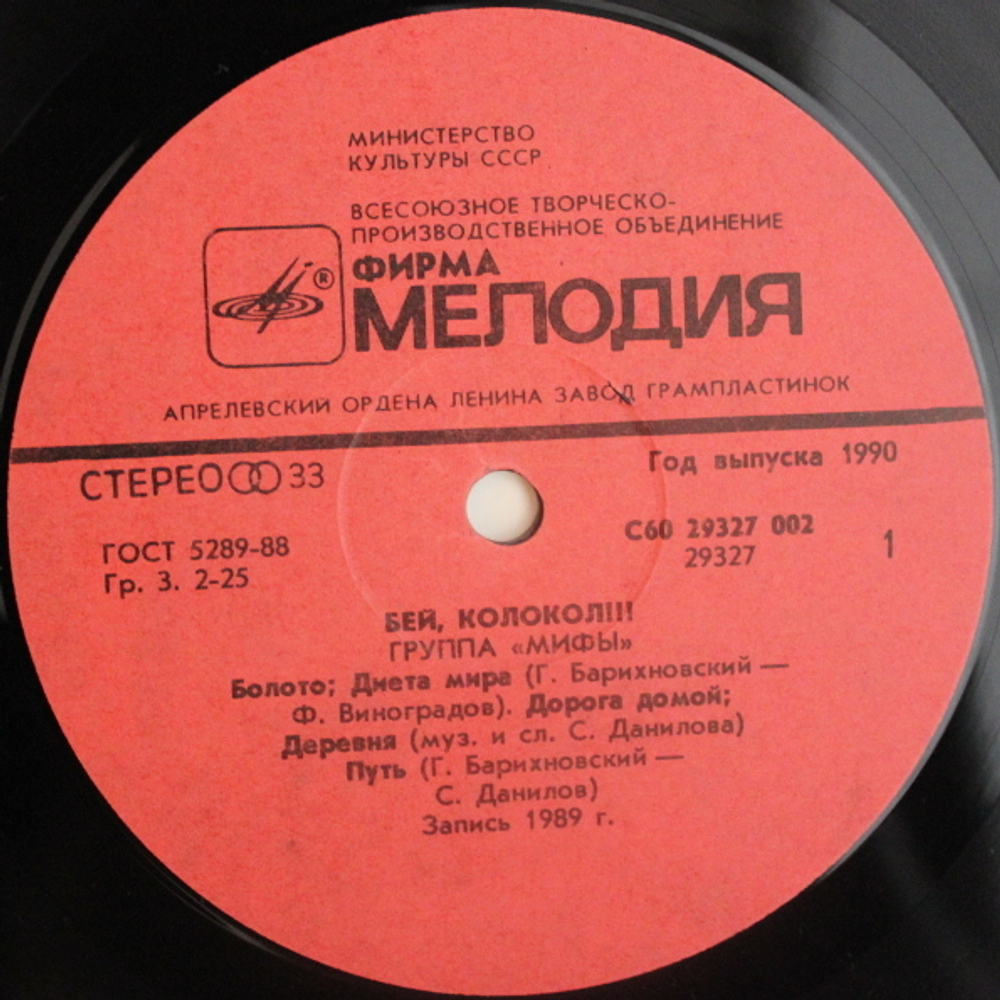 МИНИСТЕРСТВО
КУЛЬТУРЫ СССР
ВСЕСОЮЗНОЕ ТВОРЧЕСКО-
ПРОИЗВОДСТВЕННОЕ ОБЪЕДИНЕНИЕ
®
ФИРМА
МЕЛОДИЯ
АПРЕЛЕВСКИЙ ОРДЕНА ЛЕНИНА ЗАВОД ГРАМПЛАСТИНОК
СТЕРЕО 33
Год выпуска 1990
ГОСТ 5289-88
Гр. 3. 2-25
С60 29327 002
29327
1
БЕЙ, КОЛОКОЛ!!!
ГРУППА «МИФЫ»
Болото; Диета мира (Г. Барихновский —
Ф. Виноградов). Дорога домой;
Деревня (муз. и сл. С. Данилова)
Путь (Г. Барихновский —
С. Данилов)
Запись 1989 г.